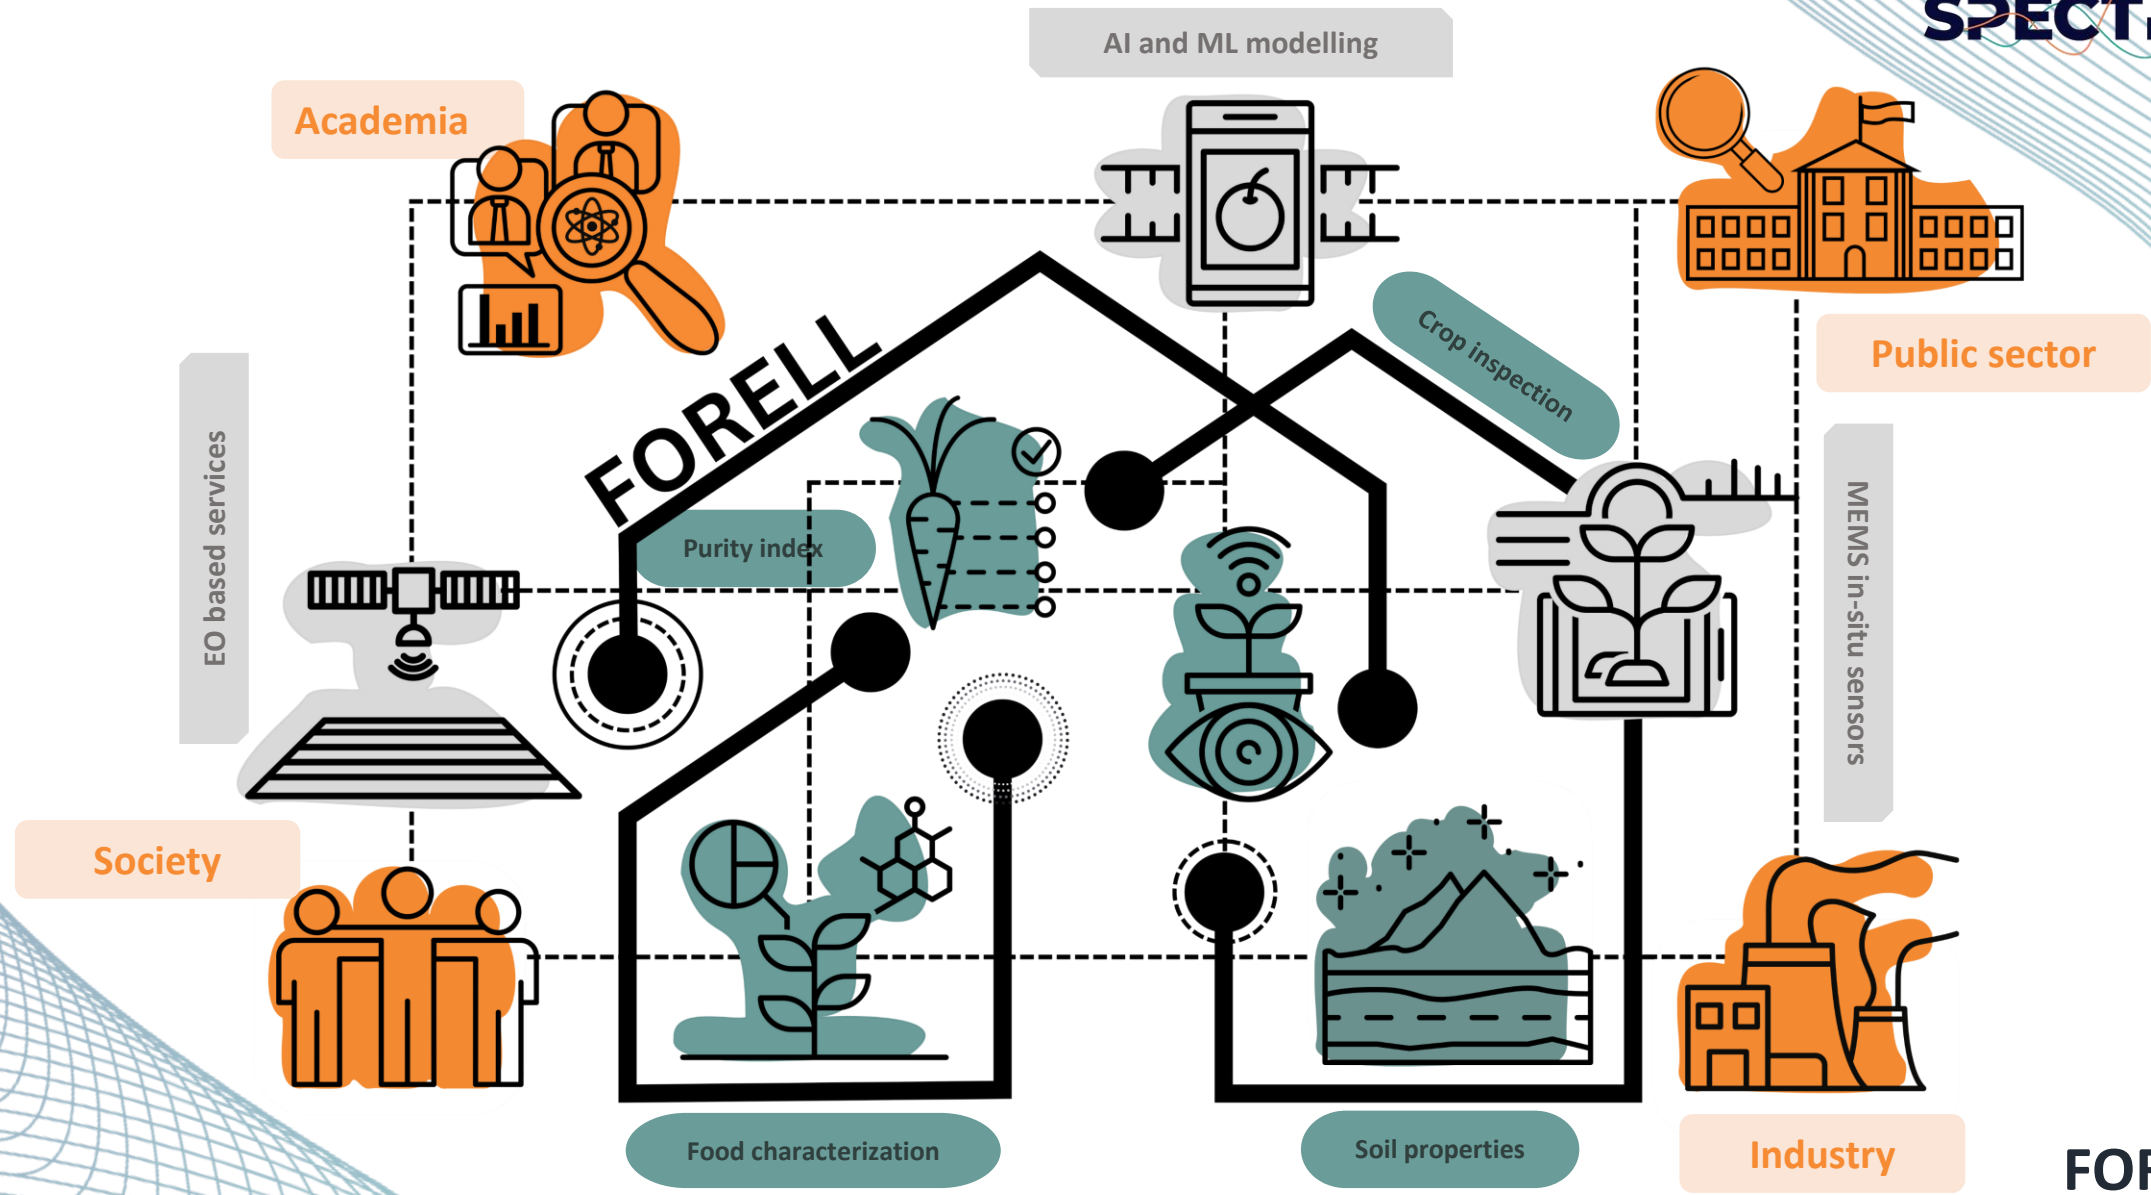 AI and ML modelling
Academia
Public sector
Crop inspection
FORELL
EO based services
Purity index
MEMS in-situ sensors
Society
Food characterization
Soil properties
Industry